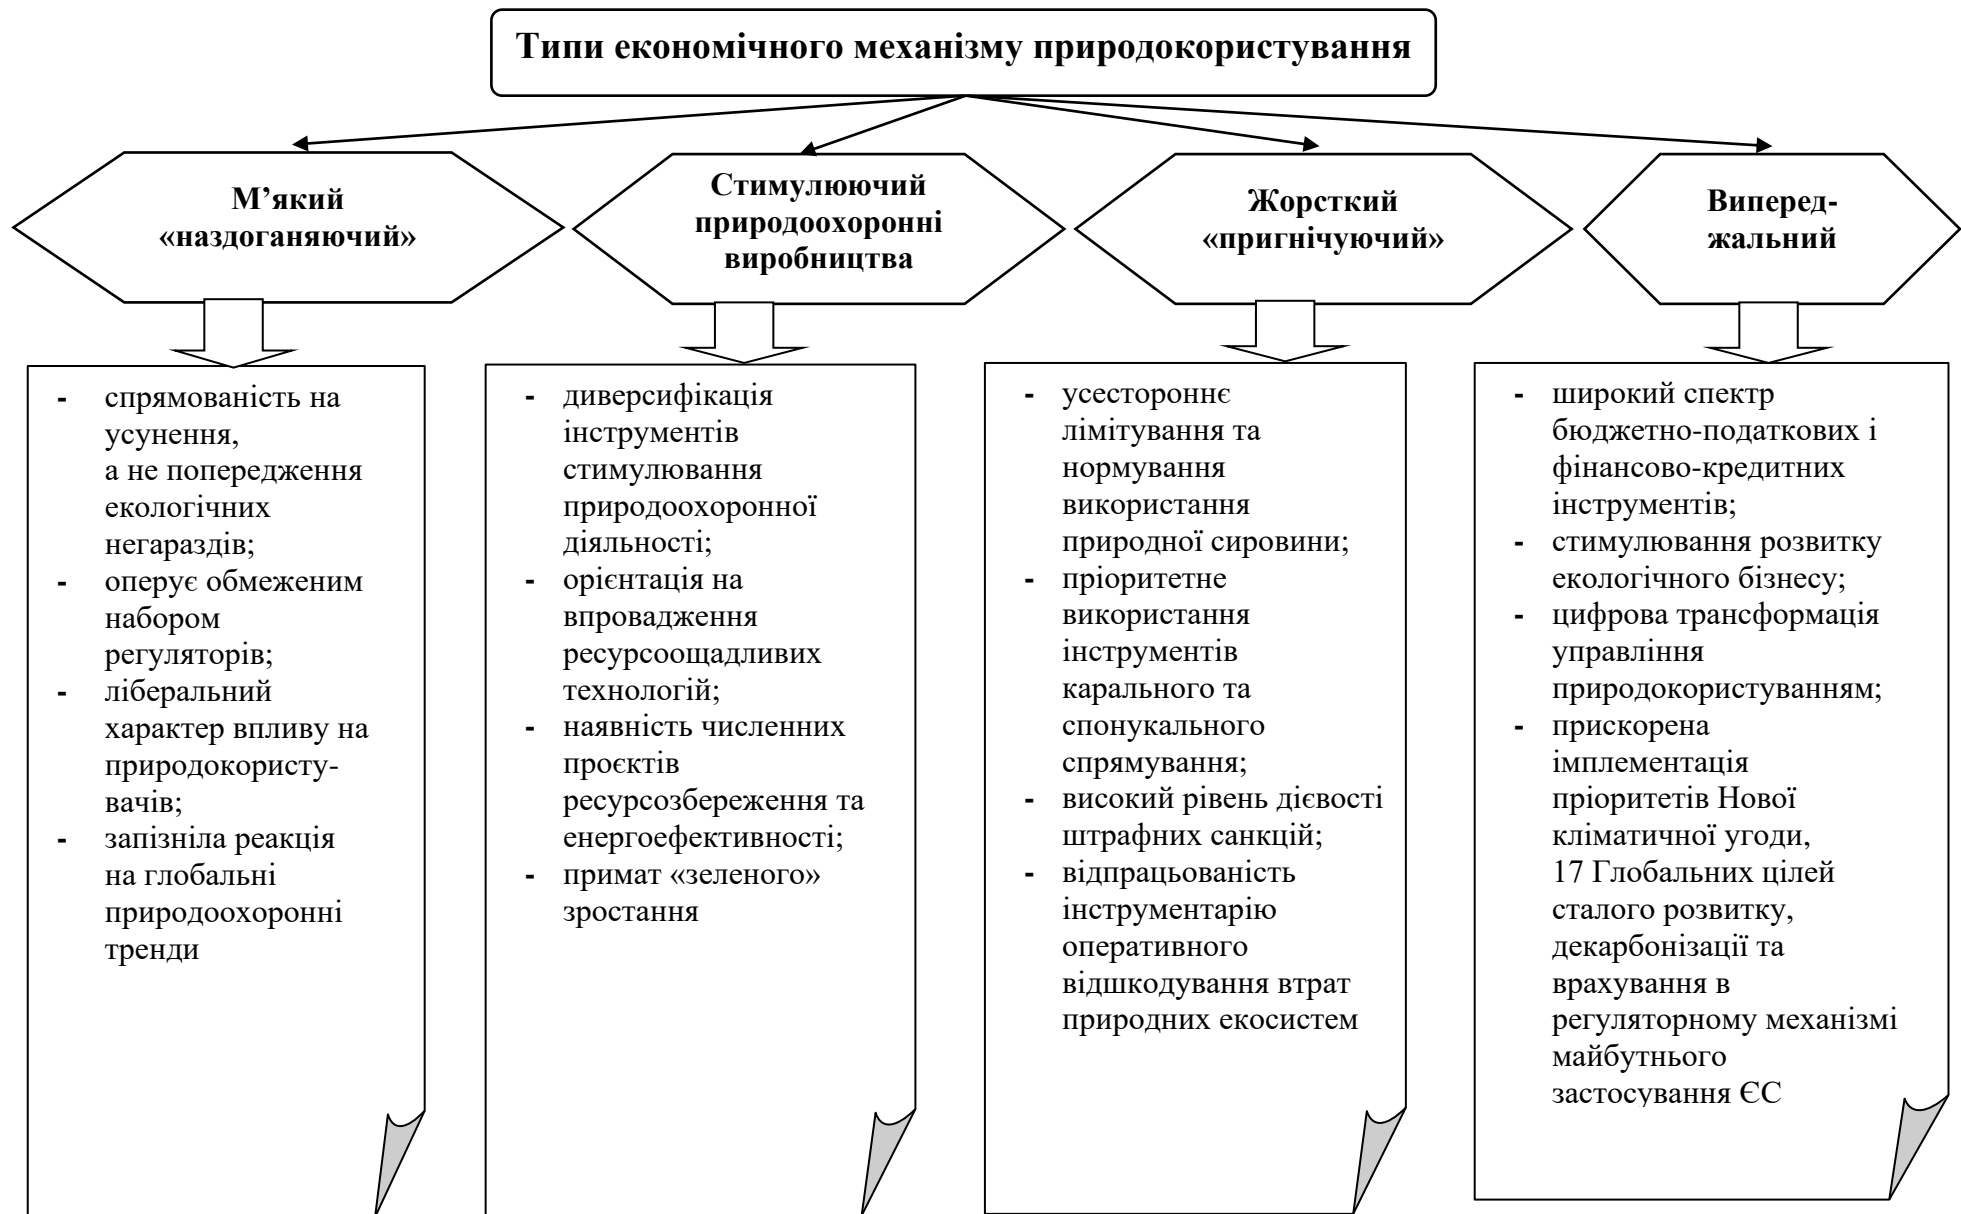 Типи економічного механізму природокористування
М’який
«наздоганяючий»
Стимулюючий
природоохоронні
виробництва
Жорсткий
«пригнічуючий»
Виперед-
жальний
- спрямованість на
усунення,
а не попередження
екологічних
негараздів;
- оперує обмеженим
набором
регуляторів;
- ліберальний
характер впливу на
природокористу-
вачів;
- запізніла реакція
на глобальні
природоохоронні
тренди
- диверсифікація
інструментів
стимулювання
природоохоронної
діяльності;
- орієнтація на
впровадження
ресурсоощадливих
технологій;
- наявність численних
проєктів
ресурсозбереження та
енергоефективності;
- примат «зеленого»
зростання
- усестороннє
лімітування та
нормування
використання
природної сировини;
- пріоритетне
використання
інструментів
карального та
спонукального
спрямування;
- високий рівень дієвості
штрафних санкцій;
- відпрацьованість
інструментарію
оперативного
відшкодування втрат
природних екосистем
- широкий спектр
бюджетно-податкових і
фінансово-кредитних
інструментів;
- стимулювання розвитку
екологічного бізнесу;
- цифрова трансформація
управління
природокористуванням;
- прискорена
імплементація
пріоритетів Нової
кліматичної угоди,
17 Глобальних цілей
сталого розвитку,
декарбонізації та
врахування в
регуляторному механізмі
майбутнього
застосування ЄС